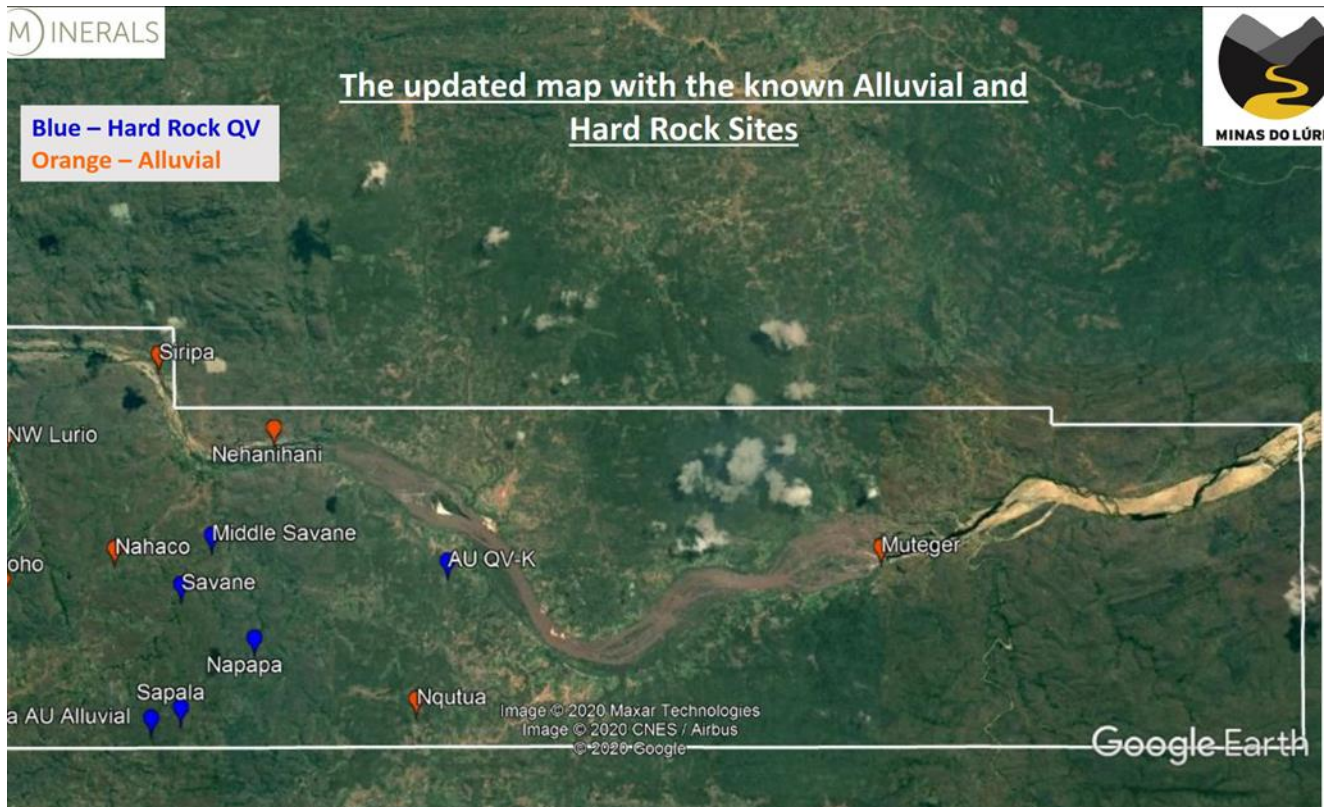 M INERALS
The updated map with the known Alluvial and
Hard Rock Sites
Blue – Hard Rock QV
Orange – Alluvial
MINAS DO LÚRI
Siripa
NW Lurio
Nehanihani
Middle Savane
Nahaco
AU QV-K
Muteger
oho
Savane
Napapa
Sapala
Nqutua
a AU Alluvial
Image © 2020 Maxar Technologies
Image © 2020 CNES / Airbus
© 2020 Google
Google Earth